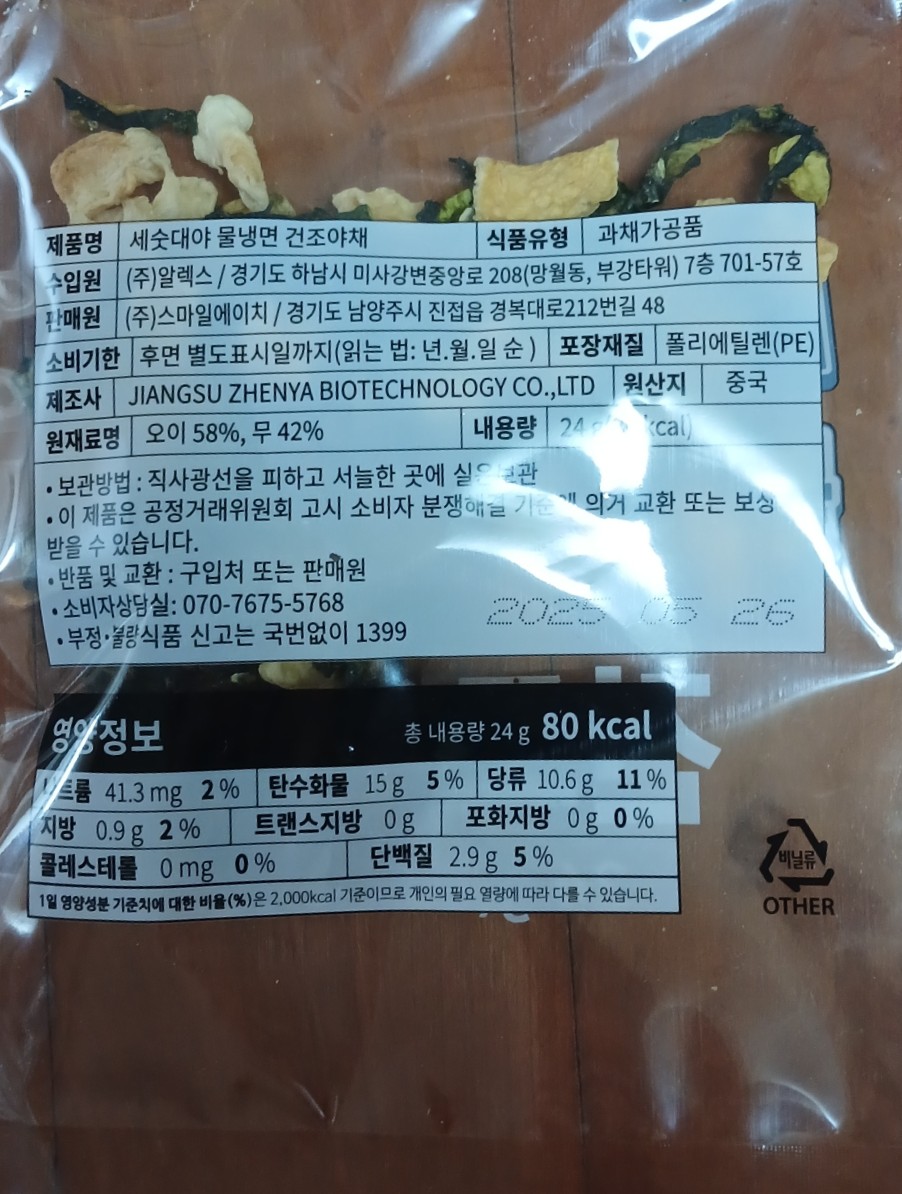 제품명 세숫대야 물냉면 건조야채 식품유형 과채가공품
수입원 (주)알렉스 / 경기도 하남시 미사강변중앙로 208(망월동, 부강타워) 7층 701-57호
판매원 (주)스마일에이치 / 경기도 남양주시 진접읍 경복대로212번길 48
소비기한 후면 별도표시일까지(읽는 법: 년.월.일 순) 포장재질 폴리에틸렌(PE)
제조사 JIANGSU ZHENYA BIOTECHNOLOGY CO.,LTD 원산지 중국
원재료명 오이 58%, 무 42% 내용량 24 kcal)
• 보관방법 : 직사광선을 피하고 서늘한 곳에 실온보관
• 이 제품은 공정거래위원회 고시 소비자 분쟁해결 기준에 의거 교환 또는 보상
받을 수 있습니다.
• 반품 및 교환 : 구입처 또는 판매원
• 소비자상담실: 070-7675-5768
• 부정·불량식품 신고는 국번없이 1399
2025 05 26
영양정보 총 내용량 24 g 80 kcal
나트륨 41.3 mg 2 % 탄수화물 15 g 5 % 당류 10.6 g 11 %
지방 0.9 g 2 % 트랜스지방 0 g 포화지방 0 g 0 %
콜레스테롤 0 mg 0 % 단백질 2.9 g 5 %
1일 영양성분 기준치에 대한 비율(%)은 2,000kcal 기준이므로 개인의 필요 열량에 따라 다를 수 있습니다.
비닐류
OTHER